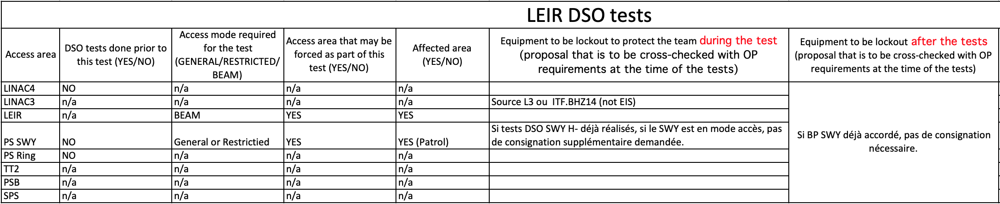 LEIR DSO tests
Access area
DSO tests done prior to
this test (YES/NO)
Access mode required
for the test
(GENERAL/RESTRICTED/
BEAM)
Access area that may be
forced as part of this
test (YES/NO)
Affected area
(YES/NO)
Equipment to be lockout to protect the team during the test
(proposal that is to be cross-checked with OP
requirements at the time of the tests)
Equipment to be lockout after the tests
(proposal that is to be cross-checked with OP
requirements at the time of the tests)
LINAC4 NO n/a n/a n/a
LINAC3 n/a n/a n/a n/a Source L3 ou ITF.BHZ14 (not EIS)
LEIR n/a BEAM YES YES
Si tests DSO SWY H- déjà réalisés, si le SWY est en mode accès, pas
PS SWY NO General or Restrictied YES YES (Patrol) de consignation supplémentaire demandée.
Si BP SWY déjà accordé, pas de consignation
nécessaire.
PS Ring NO n/a n/a n/a
TT2 n/a n/a n/a n/a
PSB n/a n/a n/a n/a
SPS n/a n/a n/a n/a